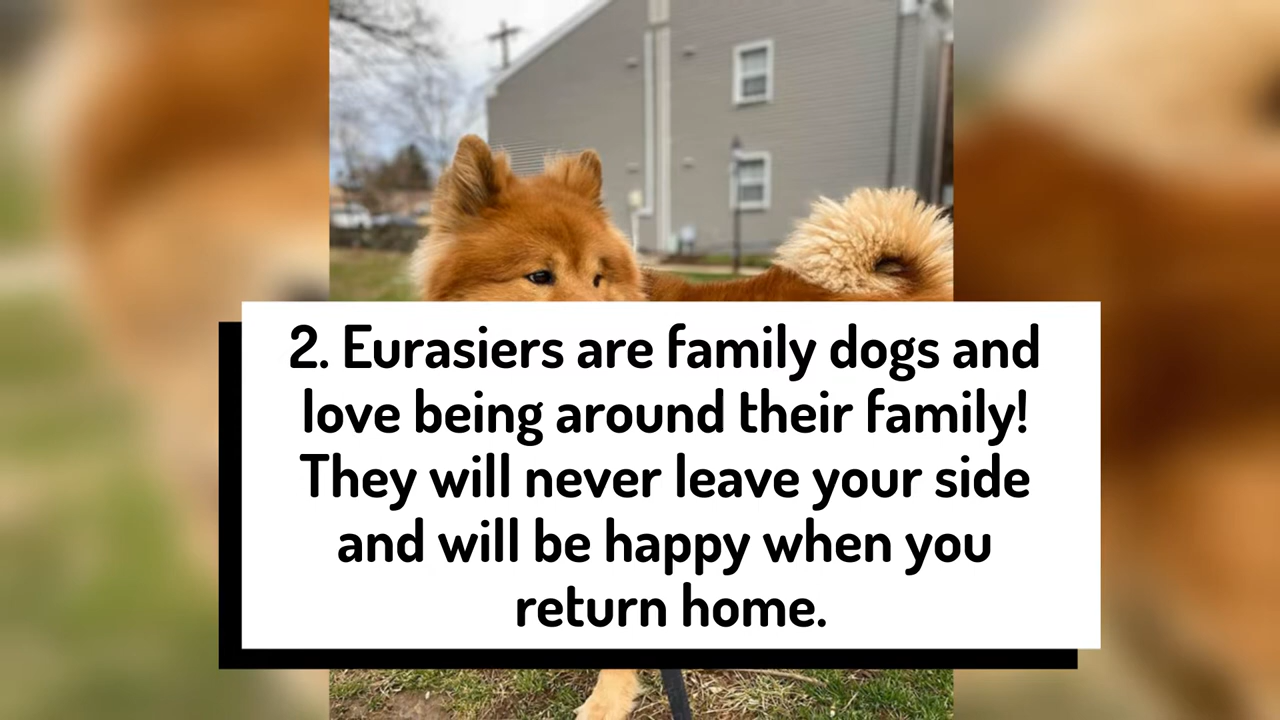 2. Eurasiers are family dogs and
love being around their family!
They will never leave your side
and will be happy when you
return home.